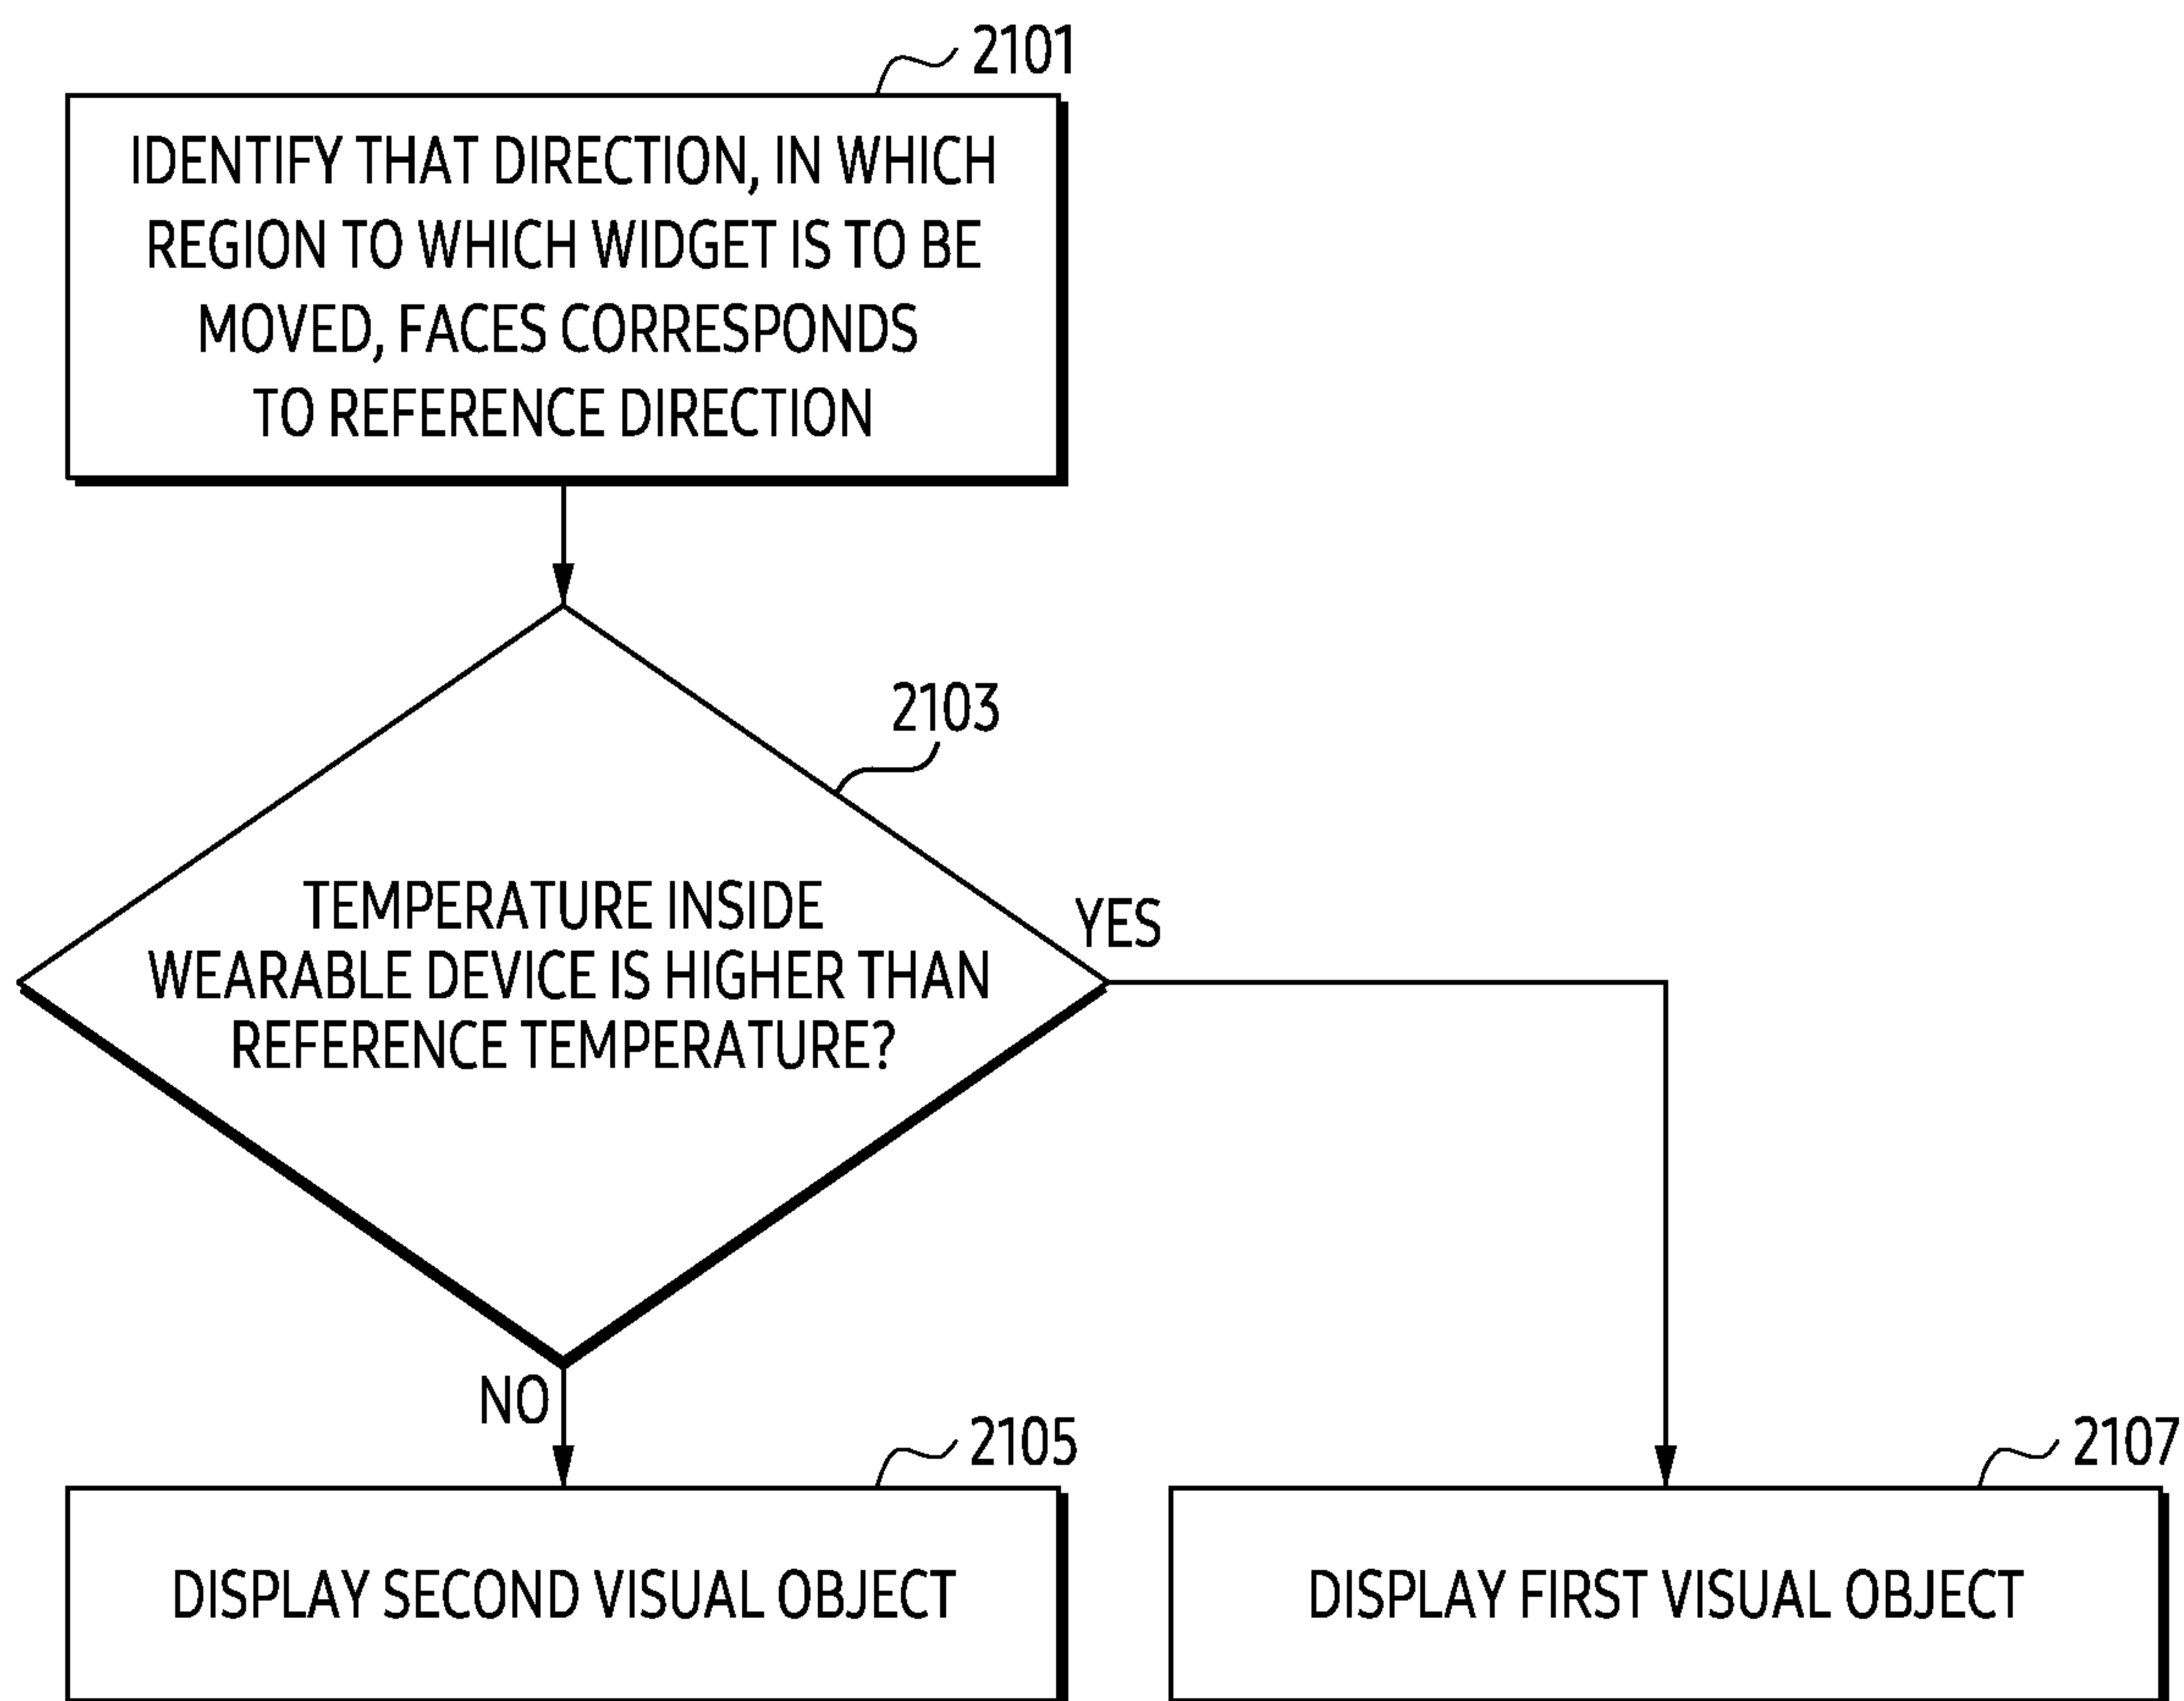 2101
IDENTIFY THAT DIRECTION, IN WHICH
REGION TO WHICH WIDGET IS TO BE
MOVED, FACES CORRESPONDS
TO REFERENCE DIRECTION
2103
TEMPERATURE INSIDE
WEARABLE DEVICE IS HIGHER THAN
REFERENCE TEMPERATURE?
YES
NO
2105
DISPLAY SECOND VISUAL OBJECT
2107
DISPLAY FIRST VISUAL OBJECT